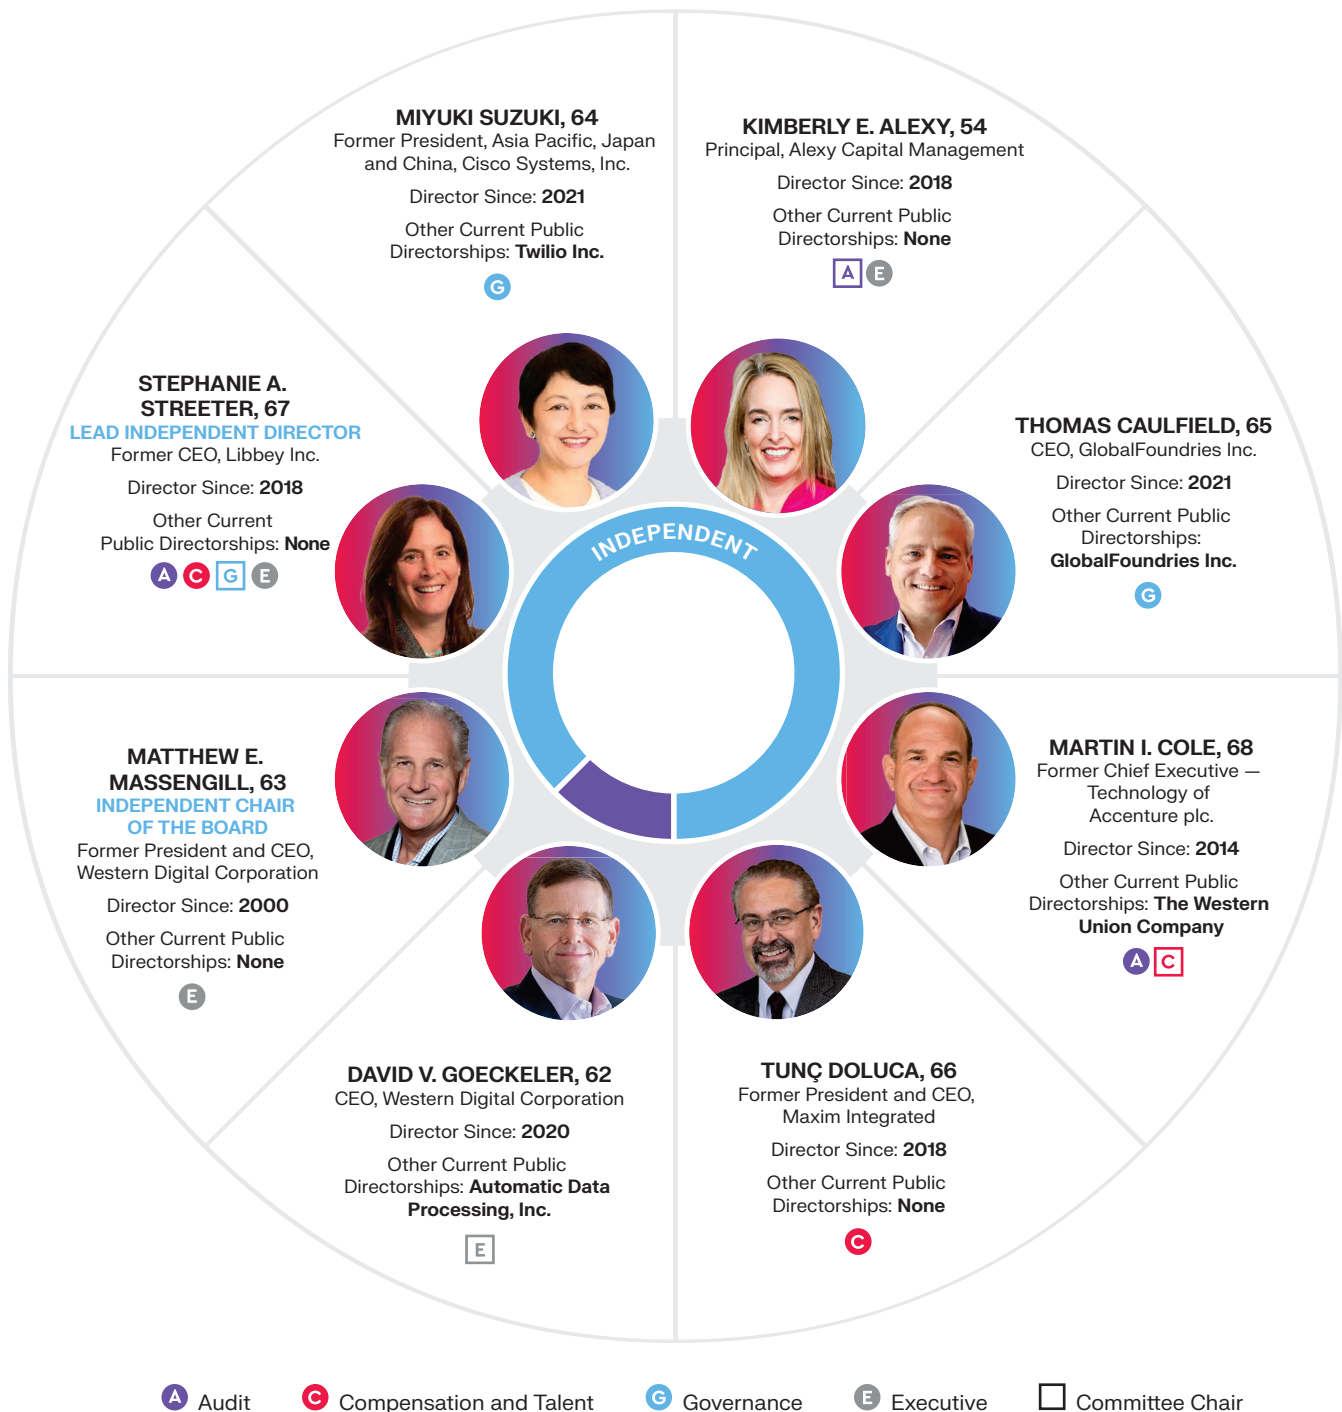 MIYUKI SUZUKI, 64
Former President, Asia Pacific, Japan
and China, Cisco Systems, Inc.
Director Since: 2021
Other Current Public
Directorships: Twilio Inc.
G
KIMBERLY E. ALEXY, 54
Principal, Alexy Capital Management
Director Since: 2018
Other Current Public
Directorships: None
A E
STEPHANIE A.
STREETER, 67
LEAD INDEPENDENT DIRECTOR
Former CEO, Libbey Inc.
Director Since: 2018
Other Current
Public Directorships: None
A C G E
THOMAS CAULFIELD, 65
CEO, GlobalFoundries Inc.
Director Since: 2021
Other Current Public
Directorships:
GlobalFoundries Inc.
G
INDEPENDENT
MATTHEW E.
MASSENGILL, 63
INDEPENDENT CHAIR
OF THE BOARD
Former President and CEO,
Western Digital Corporation
Director Since: 2000
Other Current Public
Directorships: None
E
MARTIN I. COLE, 68
Former Chief Executive —
Technology of
Accenture plc.
Director Since: 2014
Other Current Public
Directorships: The Western
Union Company
A C
DAVID V. GOECKELER, 62
CEO, Western Digital Corporation
Director Since: 2020
Other Current Public
Directorships: Automatic Data
Processing, Inc.
E
TUNÇ DOLUCA, 66
Former President and CEO,
Maxim Integrated
Director Since: 2018
Other Current Public
Directorships: None
C
A Audit C Compensation and Talent G Governance E Executive Committee Chair